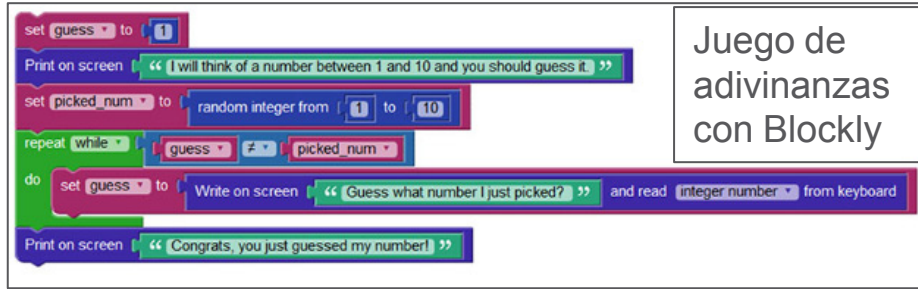 set guess to 1
Print on screen “ I will think of a number between 1 and 10 and you should guess it. ”
set picked_num to random integer from 1 to 10
repeat while guess ≠ picked_num
do set guess to Write on screen “ Guess what number I just picked? ” and read integer number from keyboard
Print on screen “ Congrats, you just guessed my number! ”
Juego de
adivinanzas
con Blockly